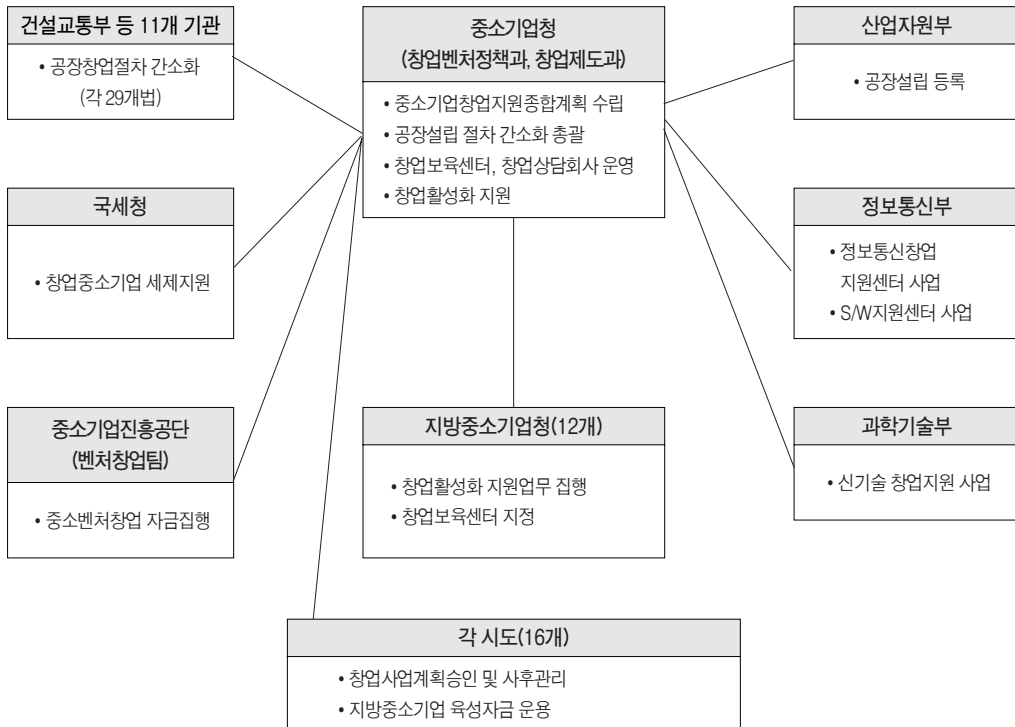 건설교통부 등 11개 기관
• 공장창업절차 간소화
(각 29개법)
중소기업청
(창업벤처정책과, 창업제도과)
• 중소기업창업지원종합계획 수립
• 공장설립 절차 간소화 총괄
• 창업보육센터, 창업상담회사 운영
• 창업활성화 지원
산업자원부
• 공장설립 등록
국세청
• 창업중소기업 세제지원
정보통신부
• 정보통신창업
지원센터 사업
• S/W지원센터 사업
중소기업진흥공단
(벤처창업팀)
• 중소벤처창업 자금집행
지방중소기업청(12개)
• 창업활성화 지원업무 집행
• 창업보육센터 지정
과학기술부
• 신기술 창업지원 사업
각 시도(16개)
• 창업사업계획승인 및 사후관리
• 지방중소기업 육성자금 운용